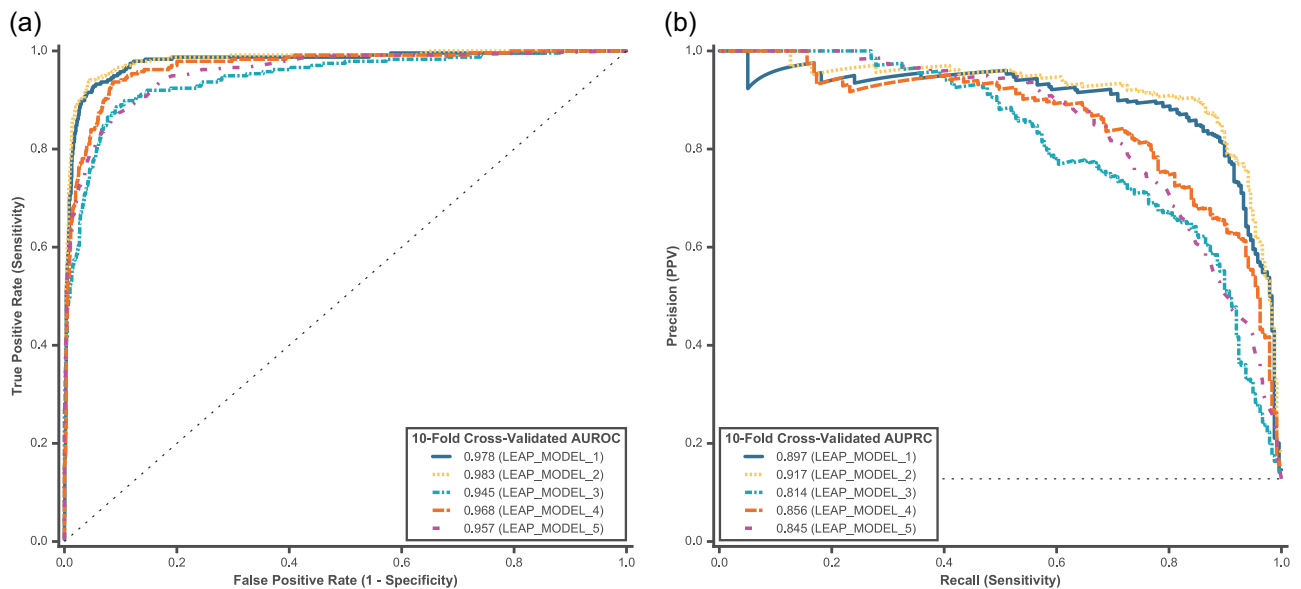 (a)
True Positive Rate (Sensitivity)
1.0
0.8
0.6
0.4
0.2
0.0
10-Fold Cross-Validated AUROC
0.978 (LEAP_MODEL_1)
0.983 (LEAP_MODEL_2)
0.945 (LEAP_MODEL_3)
0.968 (LEAP_MODEL_4)
0.957 (LEAP_MODEL_5)
0.0 0.2 0.4 0.6 0.8 1.0
False Positive Rate (1 - Specificity)
(b)
Precision (PPV)
1.0
0.8
0.6
0.4
0.2
0.0
10-Fold Cross-Validated AUPRC
0.897 (LEAP_MODEL_1)
0.917 (LEAP_MODEL_2)
0.814 (LEAP_MODEL_3)
0.856 (LEAP_MODEL_4)
0.845 (LEAP_MODEL_5)
0.0 0.2 0.4 0.6 0.8 1.0
Recall (Sensitivity)